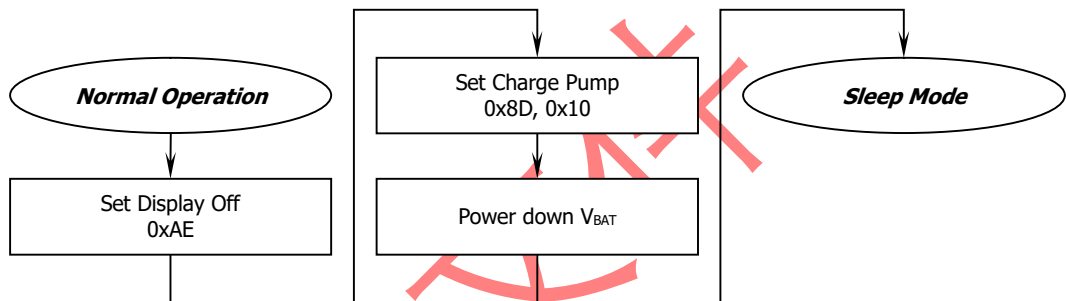 Normal Operation
Set Display Off
0xAE
Set Charge Pump
0x8D, 0x10
Power down VBAT
Sleep Mode